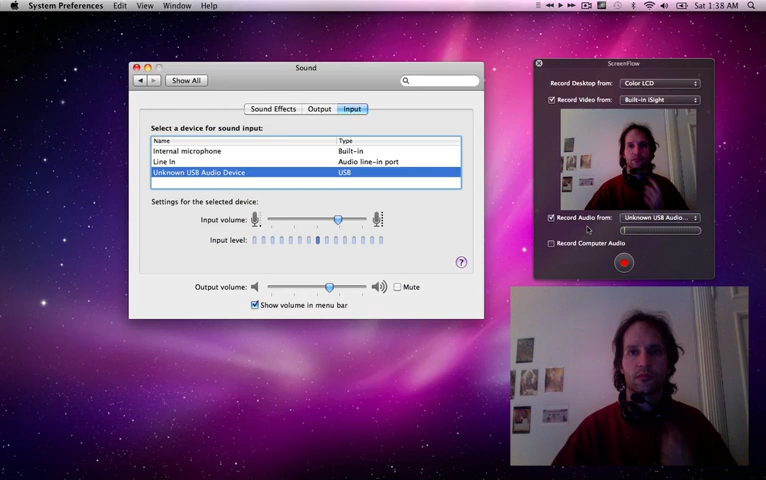 System Preferences Edit View Window Help
Sat 1:38 AM
Sound
Show All
Sound Effects Output Input
Select a device for sound input:
Name Type
Internal microphone Built-in
Line In Audio line-in port
Unknown USB Audio Device USB
Settings for the selected device:
Input volume:
Input level:
?
Output volume: Mute
Show volume in menu bar
ScreenFlow
Record Desktop from: Color LCD
Record Video from: Built-in iSight
Record Audio from: Unknown USB Audio...
Record Computer Audio